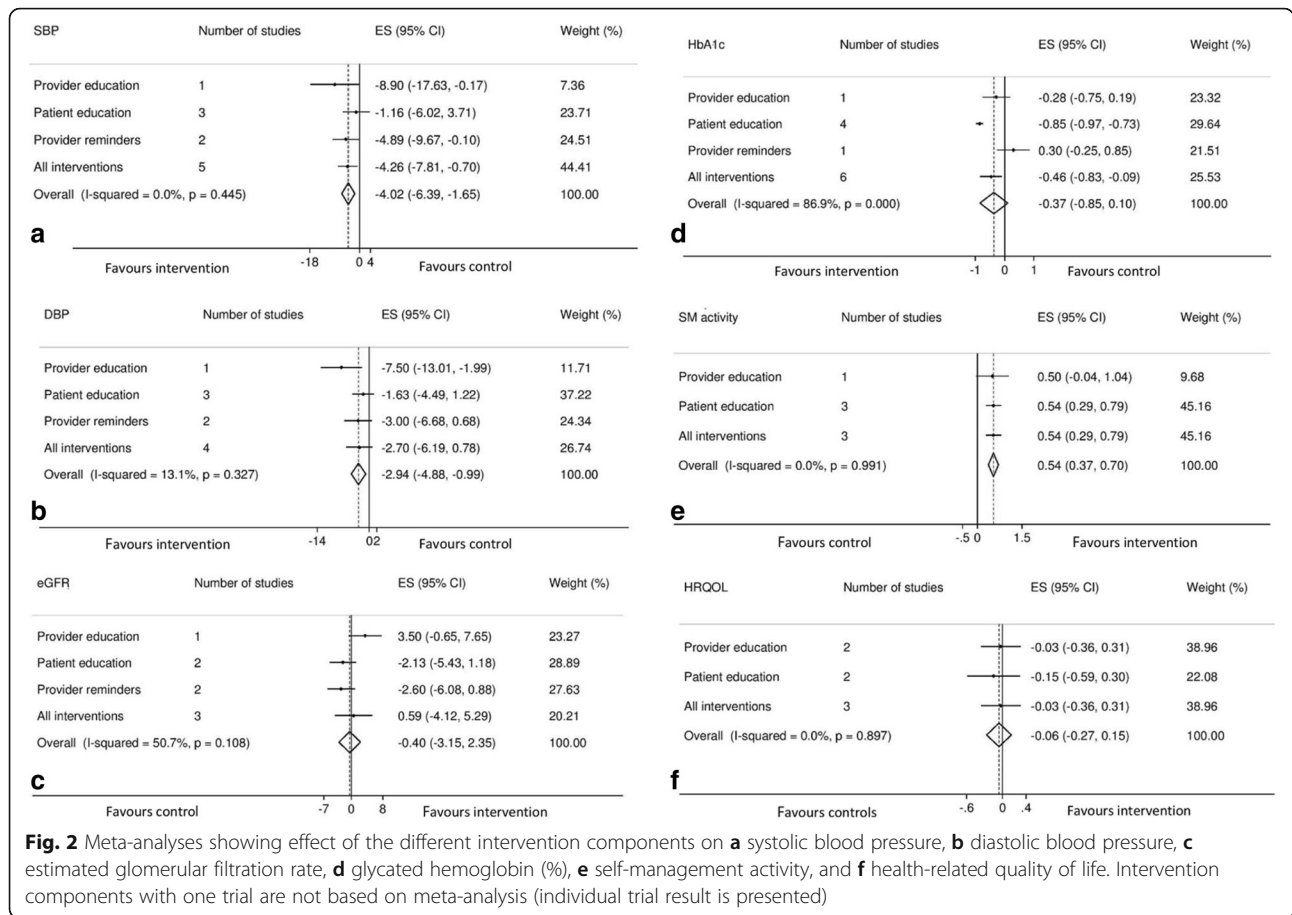 SBP Number of studies ES (95% CI) Weight (%)
Provider education 1 -8.90 (-17.63, -0.17) 7.36
Patient education 3 -1.16 (-6.02, 3.71) 23.71
Provider reminders 2 -4.89 (-9.67, -0.10) 24.51
All interventions 5 -4.26 (-7.81, -0.70) 44.41
Overall (I-squared = 0.0%, p = 0.445) -4.02 (-6.39, -1.65) 100.00
a
-18 0 4
Favours intervention Favours control
DBP Number of studies ES (95% CI) Weight (%)
Provider education 1 -7.50 (-13.01, -1.99) 11.71
Patient education 3 -1.63 (-4.49, 1.22) 37.22
Provider reminders 2 -3.00 (-6.68, 0.68) 24.34
All interventions 4 -2.70 (-6.19, 0.78) 26.74
Overall (I-squared = 13.1%, p = 0.327) -2.94 (-4.88, -0.99) 100.00
b
-14 0 2
Favours intervention Favours control
eGFR Number of studies ES (95% CI) Weight (%)
Provider education 1 3.50 (-0.65, 7.65) 23.27
Patient education 2 -2.13 (-5.43, 1.18) 28.89
Provider reminders 2 -2.60 (-6.08, 0.88) 27.63
All interventions 3 0.59 (-4.12, 5.29) 20.21
Overall (I-squared = 50.7%, p = 0.108) -0.40 (-3.15, 2.35) 100.00
c
-7 0 8
Favours control Favours intervention
HbA1c Number of studies ES (95% CI) Weight (%)
Provider education 1 -0.28 (-0.75, 0.19) 23.32
Patient education 4 -0.85 (-0.97, -0.73) 29.64
Provider reminders 1 0.30 (-0.25, 0.85) 21.51
All interventions 6 -0.46 (-0.83, -0.09) 25.53
Overall (I-squared = 86.9%, p = 0.000) -0.37 (-0.85, 0.10) 100.00
d
-1 0 1
Favours intervention Favours control
SM activity Number of studies ES (95% CI) Weight (%)
Provider education 1 0.50 (-0.04, 1.04) 9.68
Patient education 3 0.54 (0.29, 0.79) 45.16
All interventions 3 0.54 (0.29, 0.79) 45.16
Overall (I-squared = 0.0%, p = 0.991) 0.54 (0.37, 0.70) 100.00
e
-.5 0 1.5
Favours control Favours intervention
HRQOL Number of studies ES (95% CI) Weight (%)
Provider education 2 -0.03 (-0.36, 0.31) 38.96
Patient education 2 -0.15 (-0.59, 0.30) 22.08
All interventions 3 -0.03 (-0.36, 0.31) 38.96
Overall (I-squared = 0.0%, p = 0.897) -0.06 (-0.27, 0.15) 100.00
f
-.6 0 .4
Favours controls Favours intervention
Fig. 2 Meta-analyses showing effect of the different intervention components on a systolic blood pressure, b diastolic blood pressure, c
estimated glomerular filtration rate, d glycated hemoglobin (%), e self-management activity, and f health-related quality of life. Intervention
components with one trial are not based on meta-analysis (individual trial result is presented)